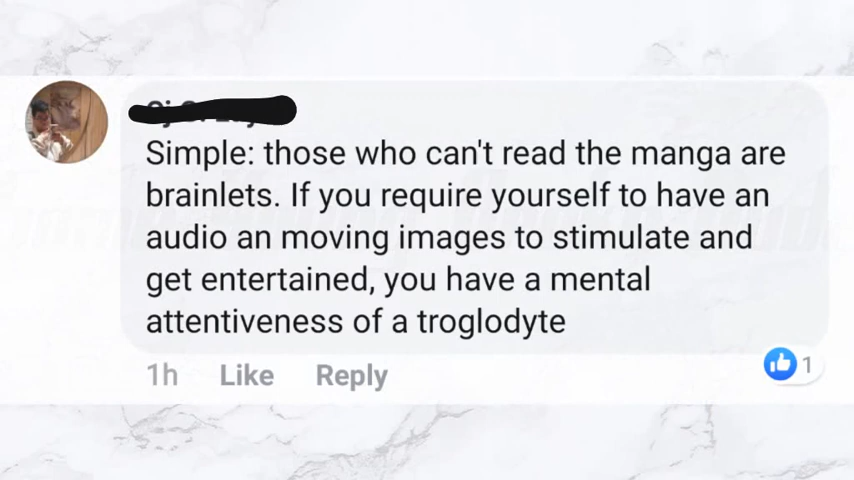 Simple: those who can't read the manga are
brainlets. If you require yourself to have an
audio an moving images to stimulate and
get entertained, you have a mental
attentiveness of a troglodyte
1h Like Reply 1